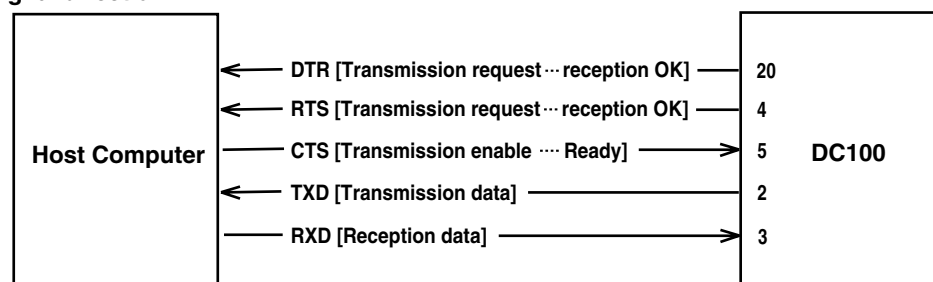 DTR [Transmission request ··· reception OK] 20
RTS [Transmission request ··· reception OK] 4
Host Computer CTS [Transmission enable ···· Ready] 5 DC100
TXD [Transmission data] 2
RXD [Reception data] 3